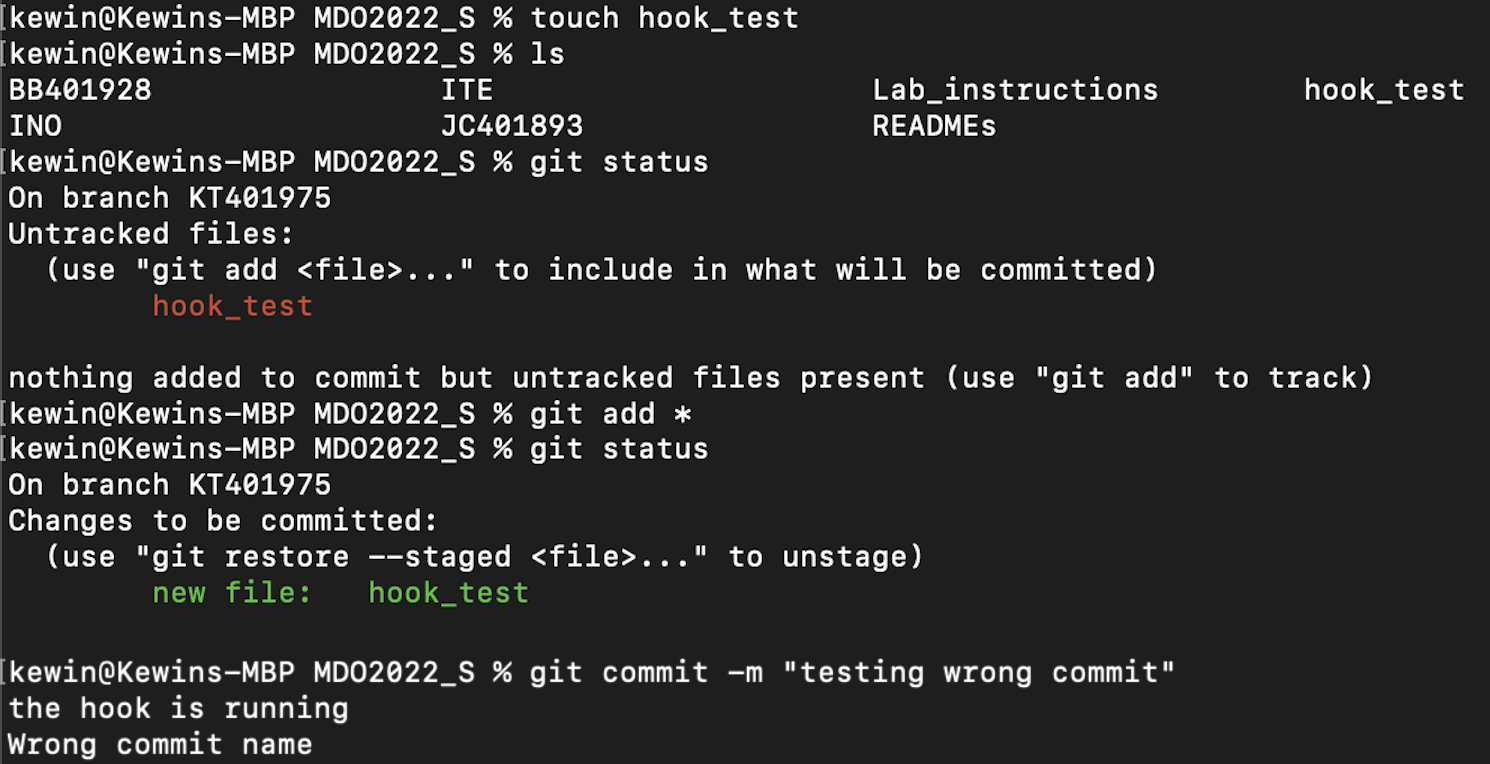 [kewin@Kewins-MBP MDO2022_S % touch hook_test
[kewin@Kewins-MBP MDO2022_S % ls
BB401928 ITE Lab_instructions hook_test
INO JC401893 READMEs
[kewin@Kewins-MBP MDO2022_S % git status
On branch KT401975
Untracked files:
  (use "git add <file>..." to include in what will be committed)
        hook_test
nothing added to commit but untracked files present (use "git add" to track)
[kewin@Kewins-MBP MDO2022_S % git add *
[kewin@Kewins-MBP MDO2022_S % git status
On branch KT401975
Changes to be committed:
  (use "git restore --staged <file>..." to unstage)
        new file:   hook_test
[kewin@Kewins-MBP MDO2022_S % git commit -m "testing wrong commit"
the hook is running
Wrong commit name